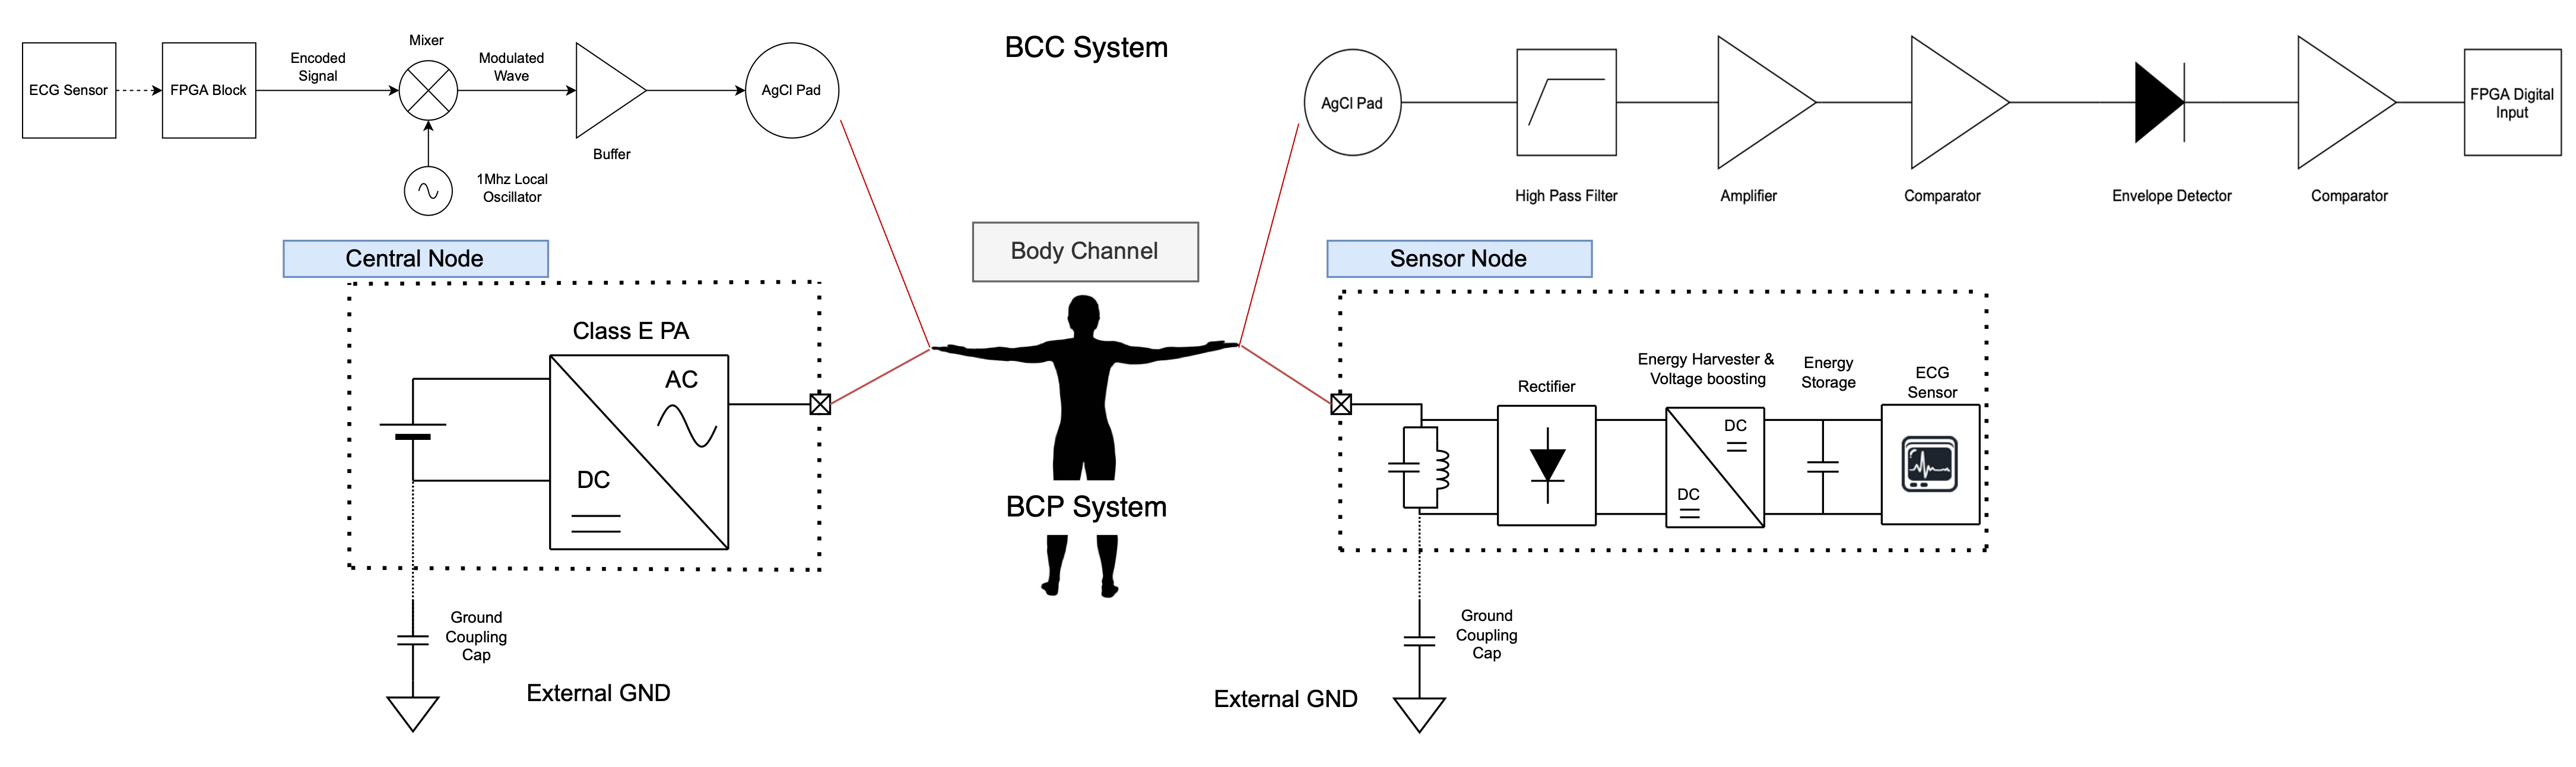 BCC System
ECG Sensor
FPGA Block
Encoded
Signal
Mixer
Modulated
Wave
1Mhz Local
Oscillator
Buffer
AgCl Pad
AgCl Pad
High Pass Filter
Amplifier
Comparator
Envelope Detector
Comparator
FPGA Digital
Input
Central Node
Body Channel
Sensor Node
Class E PA
AC
DC
Ground
Coupling
Cap
External GND
BCP System
Rectifier
Energy Harvester &
Voltage boosting
DC
DC
Energy
Storage
ECG
Sensor
Ground
Coupling
Cap
External GND